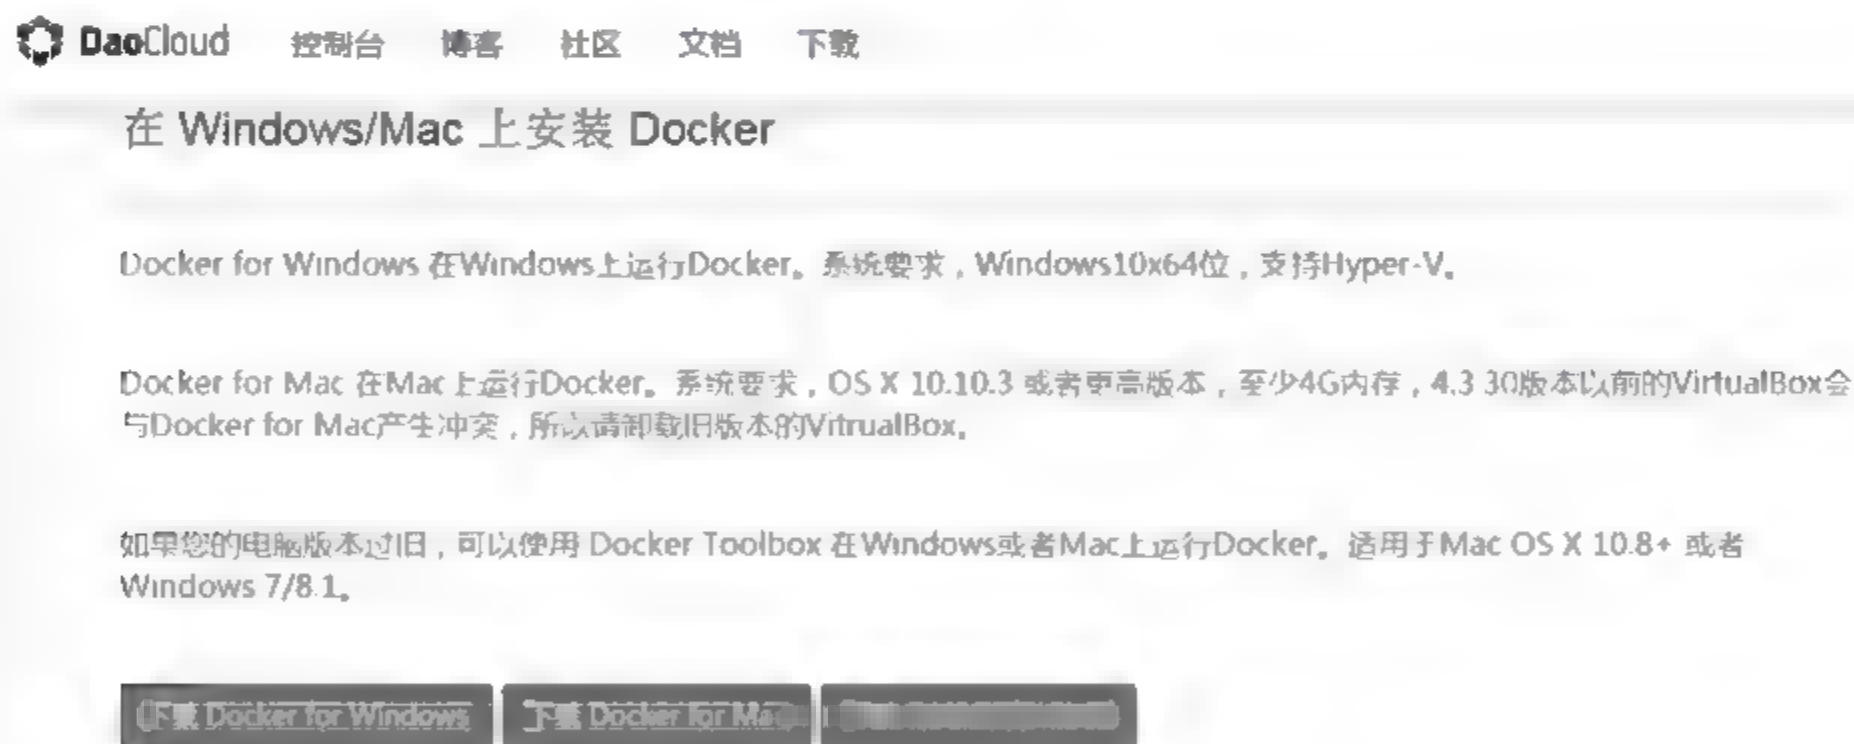 DaoCloud 控制台 博客 社区 文档 下载
在 Windows/Mac 上安装 Docker
Docker for Windows 在Windows上运行Docker。系统要求，Windows10x64位，支持Hyper-V。
Docker for Mac 在Mac上运行Docker。系统要求，OS X 10.10.3 或者更高版本，至少4G内存，4.3.30版本以前的VirtualBox会
与Docker for Mac产生冲突，所以请卸载旧版本的VitrualBox。
如果您的电脑版本过旧，可以使用 Docker Toolbox 在Windows或者Mac上运行Docker。适用于Mac OS X 10.8+ 或者
Windows 7/8.1。
下载 Docker for Windows 下载 Docker for Mac